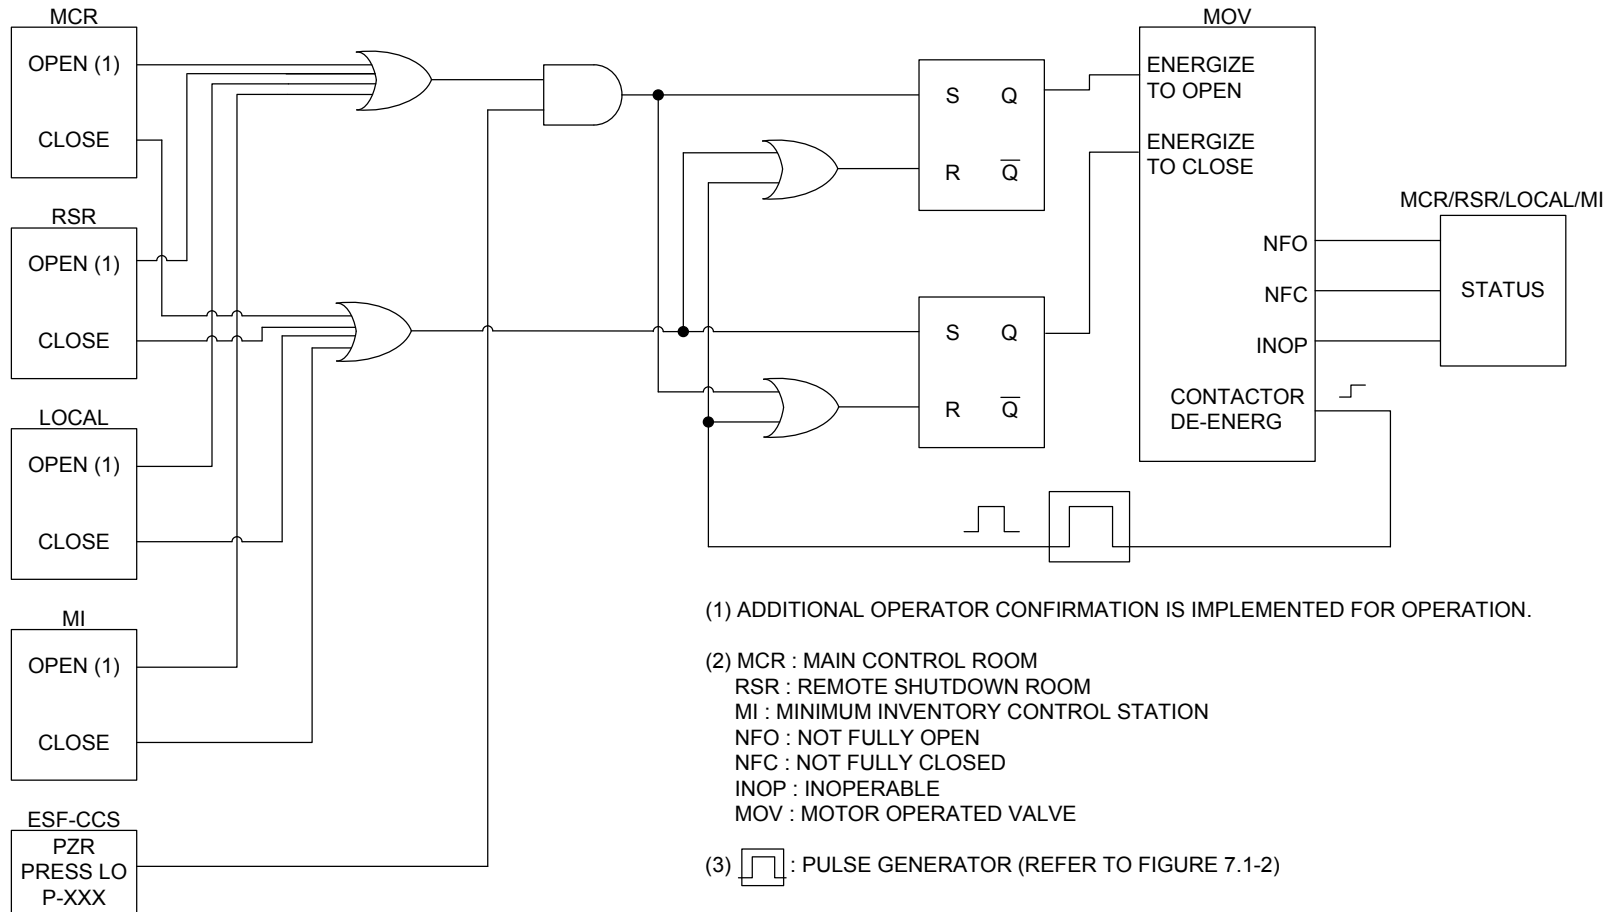 MCR
OPEN (1)
CLOSE
RSR
OPEN (1)
CLOSE
LOCAL
OPEN (1)
CLOSE
MI
OPEN (1)
CLOSE
ESF-CCS
PZR
PRESS LO
P-XXX
S Q
R Q̅
S Q
R Q̅
MOV
ENERGIZE
TO OPEN
ENERGIZE
TO CLOSE
NFO
NFC
INOP
CONTACTOR
DE-ENERG
MCR/RSR/LOCAL/MI
STATUS
(1) ADDITIONAL OPERATOR CONFIRMATION IS IMPLEMENTED FOR OPERATION.
(2) MCR : MAIN CONTROL ROOM
RSR : REMOTE SHUTDOWN ROOM
MI : MINIMUM INVENTORY CONTROL STATION
NFO : NOT FULLY OPEN
NFC : NOT FULLY CLOSED
INOP : INOPERABLE
MOV : MOTOR OPERATED VALVE
(3) : PULSE GENERATOR (REFER TO FIGURE 7.1-2)